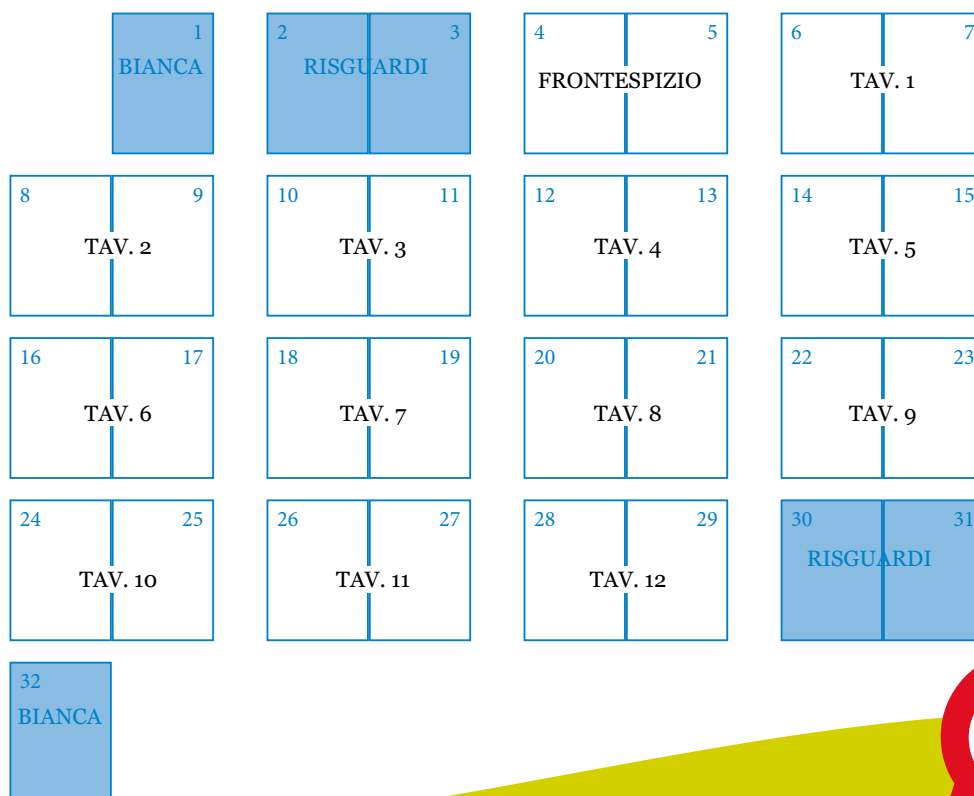 1
BIANCA
2 3
RISGUARDI
4 5
FRONTESPIZIO
6 7
TAV. 1
8 9
TAV. 2
10 11
TAV. 3
12 13
TAV. 4
14 15
TAV. 5
16 17
TAV. 6
18 19
TAV. 7
20 21
TAV. 8
22 23
TAV. 9
24 25
TAV. 10
26 27
TAV. 11
28 29
TAV. 12
30 31
RISGUARDI
32
BIANCA